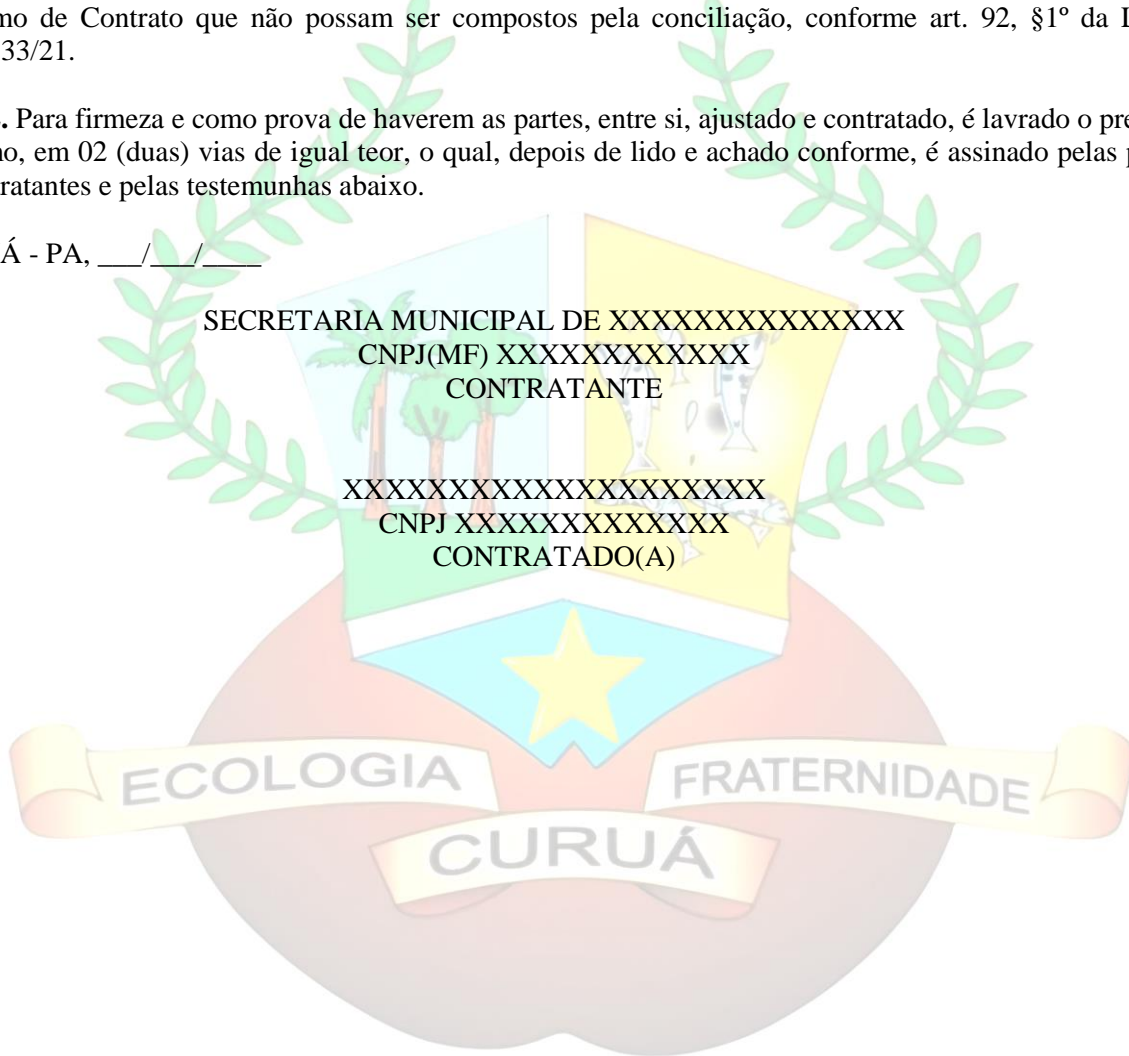 mo de Contrato que não possam ser compostos pela conciliação, conforme art. 92, §1º da
33/21.
Para firmeza e como prova de haverem as partes, entre si, ajustado e contratado, é lavrado o
em 02 (duas) vias de igual teor, o qual, depois de lido e achado conforme, é assinado pelas
ratantes e pelas testemunhas abaixo.
Á - PA, ___/___/____
SECRETARIA MUNICIPAL DE XXXXXXXXXXXXXX
CNPJ(MF) XXXXXXXXXXXX
CONTRATANTE
XXXXXXXXXXXXXXXXXXXX
CNPJ XXXXXXXXXXXXX
CONTRATADO(A)
ECOLOGIA
FRATERNIDADE
CURUÁ